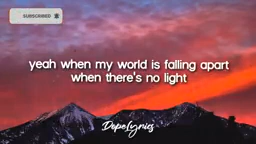 SUBSCRIBED
yeah when my world is falling apart
when there's no light
DopeLyrics